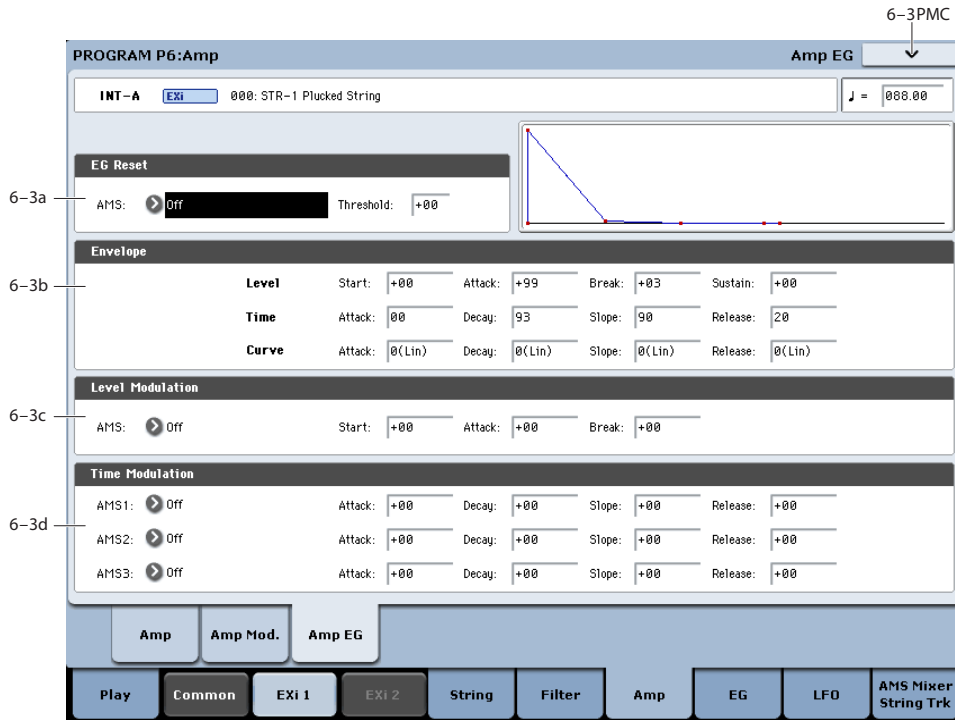 6–3PMC
PROGRAM P6:Amp
Amp EG
INT–A EXi 000: STR–1 Plucked String
♩ = 088.00
EG Reset
6–3a
AMS: Off Threshold: +00
Envelope
6–3b
Level Start: +00 Attack: +99 Break: +03 Sustain: +00
Time Attack: 00 Decay: 93 Slope: 90 Release: 20
Curve Attack: 0(Lin) Decay: 0(Lin) Slope: 0(Lin) Release: 0(Lin)
Level Modulation
6–3c
AMS: Off Start: +00 Attack: +00 Break: +00
Time Modulation
AMS1: Off Attack: +00 Decay: +00 Slope: +00 Release: +00
6–3d
AMS2: Off Attack: +00 Decay: +00 Slope: +00 Release: +00
AMS3: Off Attack: +00 Decay: +00 Slope: +00 Release: +00
Amp Amp Mod. Amp EG
Play Common EXi 1 EXi 2 String Filter Amp EG LFO AMS Mixer
String Trk